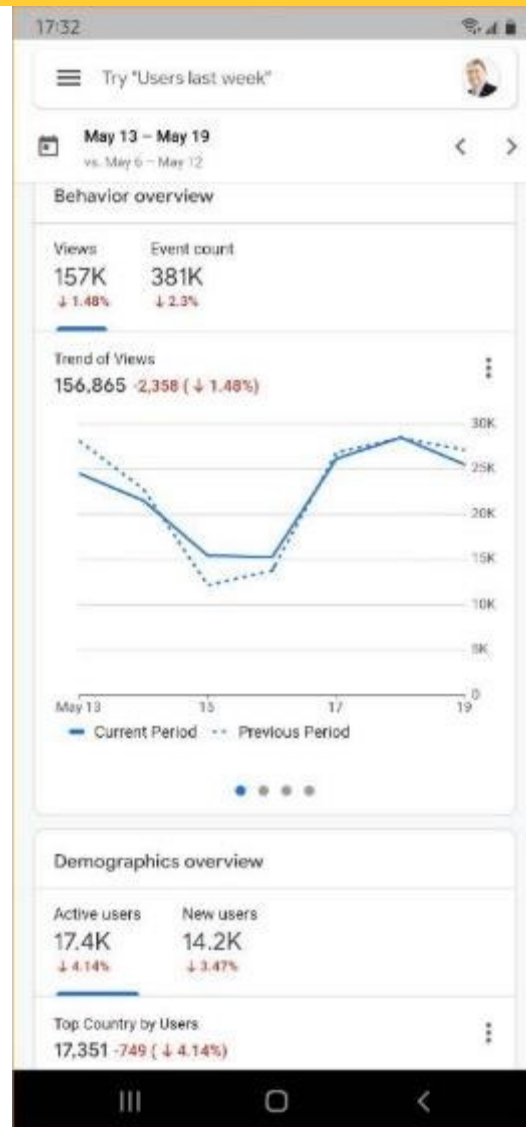 17:32
Try "Users last week"
May 13 – May 19
vs. May 6 – May 12
Behavior overview
Views Event count
157K 381K
↓ 1.48% ↓ 2.3%
Trend of Views
156,865 -2,358 ( ↓ 1.48%)
30K
25K
20K
15K
10K
5K
0
May 13 15 17 19
Current Period Previous Period
Demographics overview
Active users New users
17.4K 14.2K
↓ 4.14% ↓ 3.47%
Top Country by Users
17,351 -749 ( ↓ 4.14%)